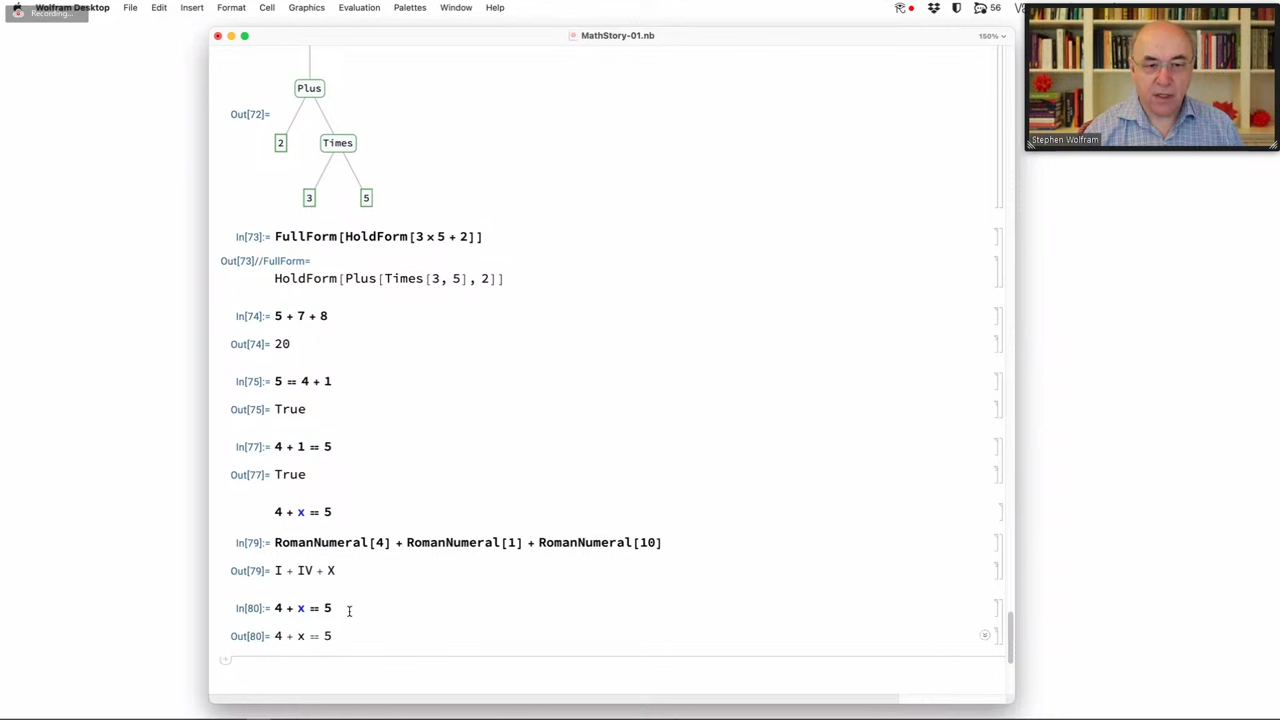 Wolfram Desktop File Edit Insert Format Cell Graphics Evaluation Palettes Window Help 56
Recording...
MathStory-01.nb 150%
Stephen Wolfram
Plus
Out[72]=
2 Times
3 5
In[73]:= FullForm[HoldForm[3 × 5 + 2]]
Out[73]//FullForm=
HoldForm[Plus[Times[3, 5], 2]]
In[74]:= 5 + 7 + 8
Out[74]= 20
In[75]:= 5 == 4 + 1
Out[75]= True
In[77]:= 4 + 1 == 5
Out[77]= True
4 + x == 5
In[79]:= RomanNumeral[4] + RomanNumeral[1] + RomanNumeral[10]
Out[79]= I + IV + X
In[80]:= 4 + x == 5
Out[80]= 4 + x == 5